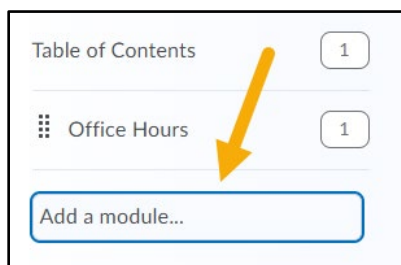 Table of Contents 1
Office Hours 1
Add a module...